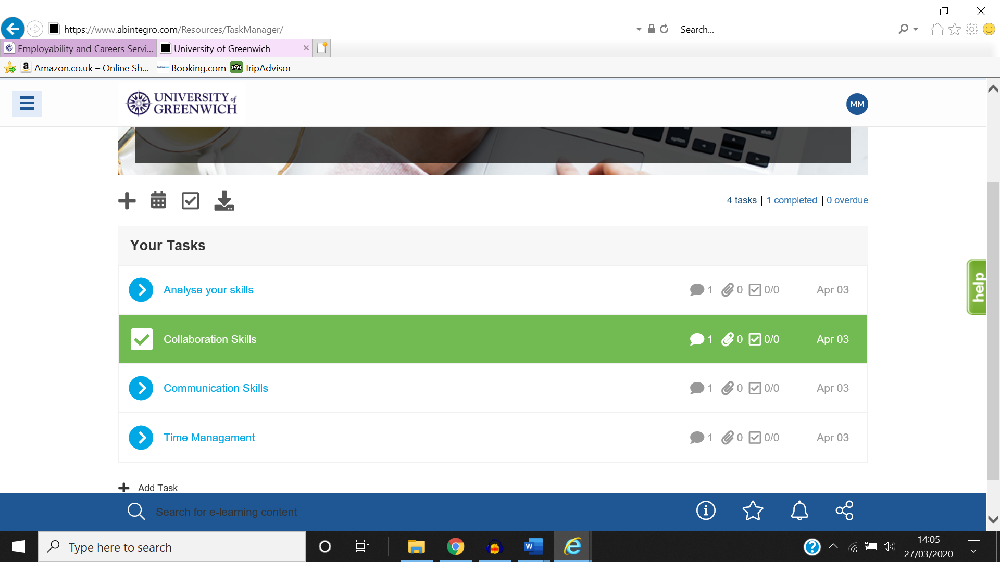 https://www.abintegro.com/Resources/TaskManager/
Search...
Employability and Careers Servi...
University of Greenwich
Amazon.co.uk – Online Sh...
Booking.com
TripAdvisor
UNIVERSITY of
GREENWICH
MM
option
shift
4 tasks | 1 completed | 0 overdue
Your Tasks
Analyse your skills 1 0 0/0 Apr 03
help
Collaboration Skills 1 0 0/0 Apr 03
Communication Skills 1 0 0/0 Apr 03
Time Managament 1 0 0/0 Apr 03
Add Task
Search for e-learning content
Type here to search
14:05
27/03/2020